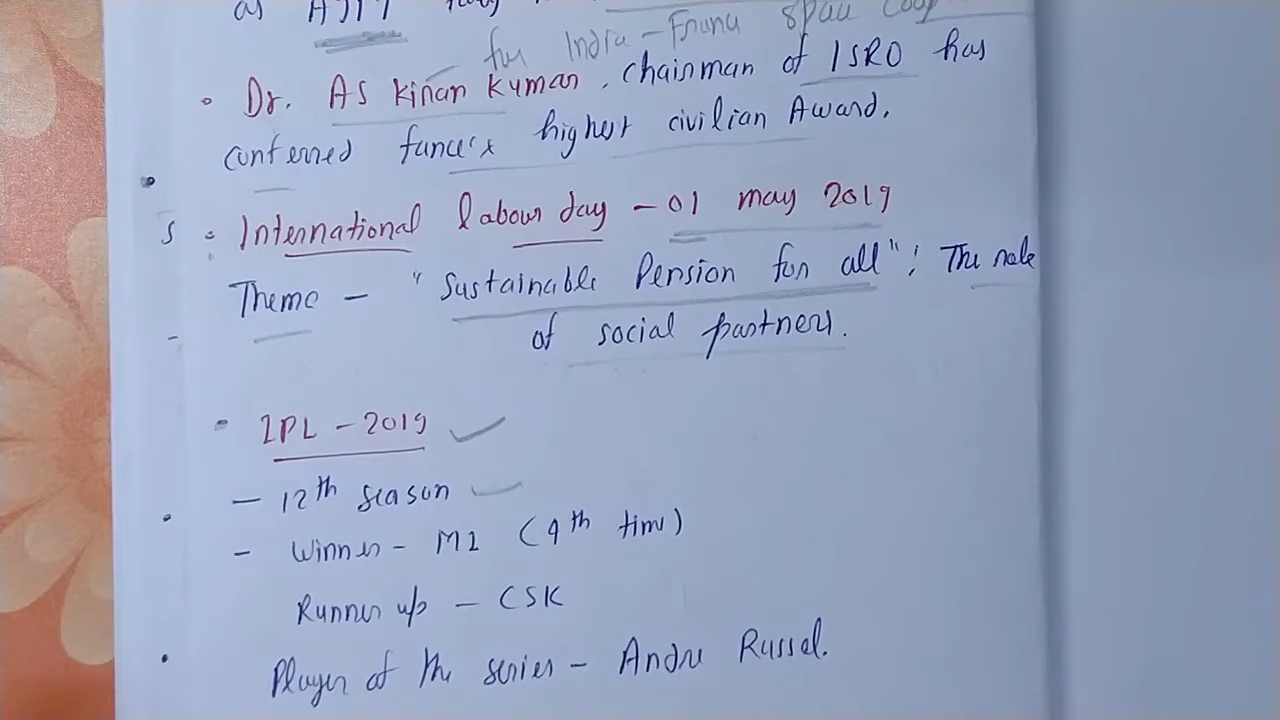 as
for India - France space Coop
• Dr. AS Kiran Kumar, chairman of ISRO has
conferred france's highest civilian Award.
• International labour day - 01 may 2019
Theme - "Sustainable Pension for all" ; The role
of social partners.
• IPL - 2019
- 12th season
- Winner - MI (4th time)
Runner up - CSK
Player of the series - Andre Russel.